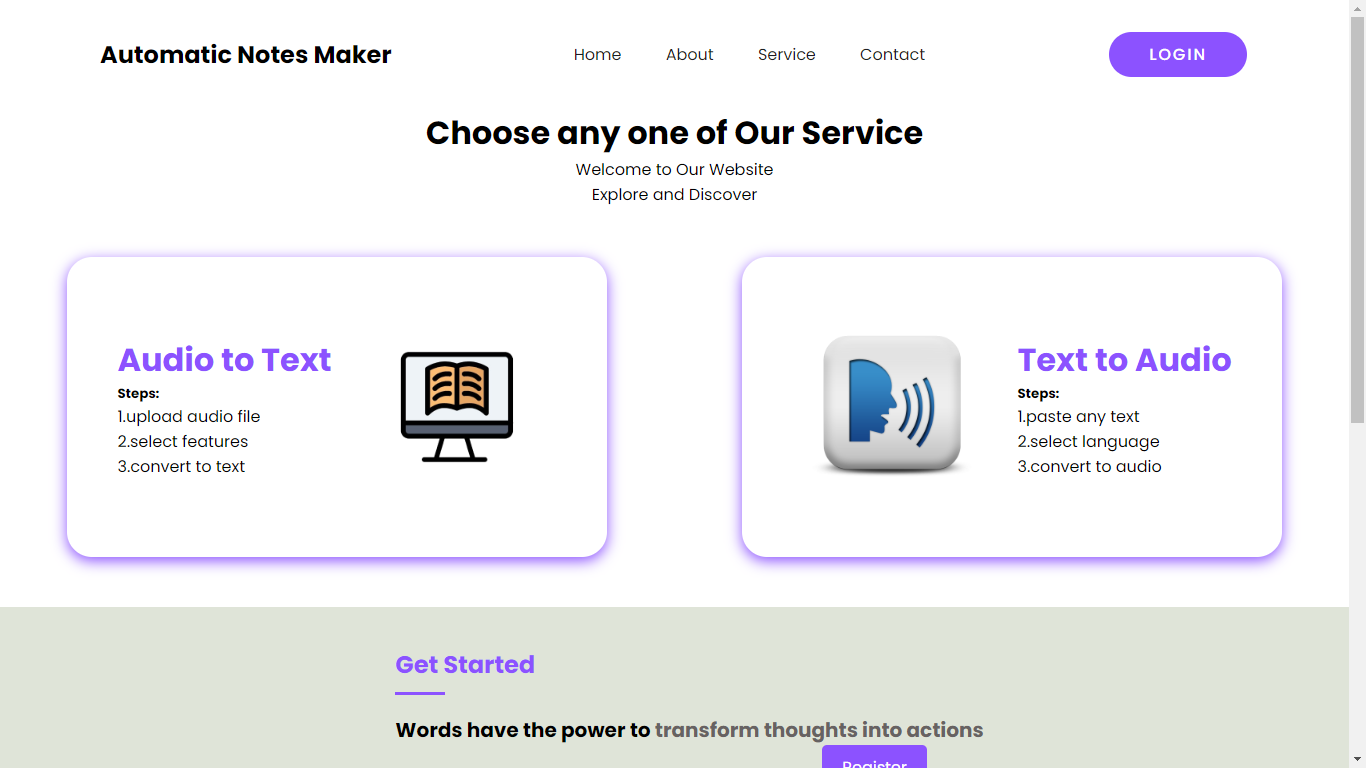 Automatic Notes Maker
Home About Service Contact
LOGIN
Choose any one of Our Service
Welcome to Our Website
Explore and Discover
Audio to Text
Steps:
1.upload audio file
2.select features
3.convert to text
Text to Audio
Steps:
1.paste any text
2.select language
3.convert to audio
Get Started
Words have the power to transform thoughts into actions
Register